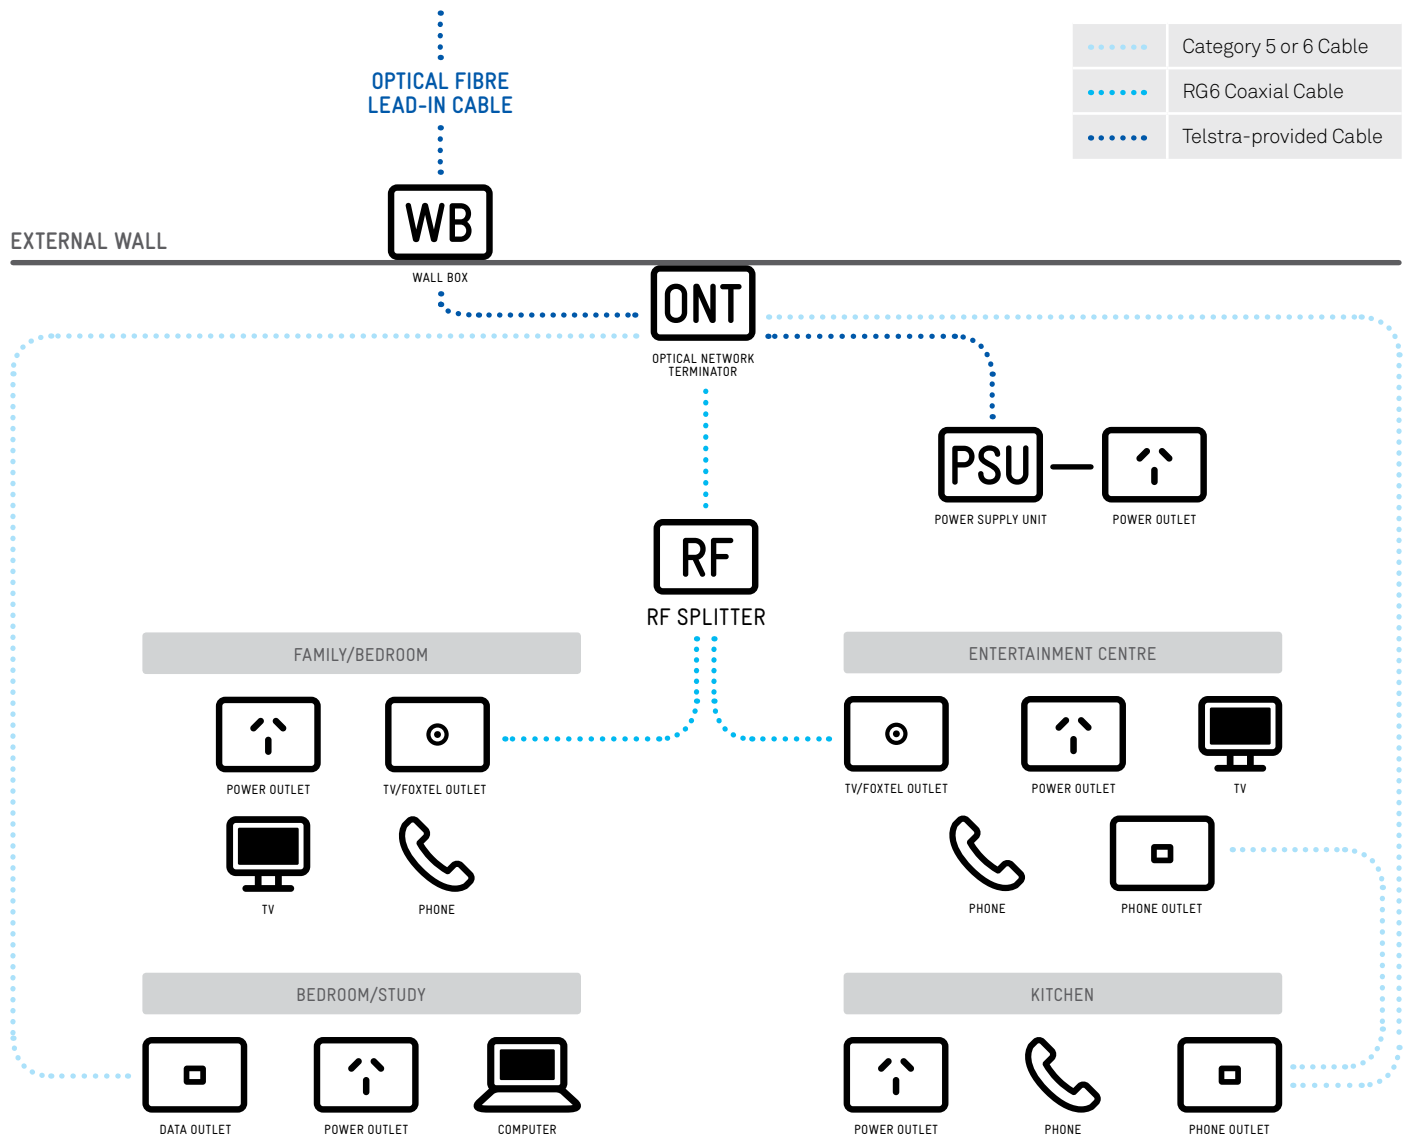 Category 5 or 6 Cable
RG6 Coaxial Cable
Telstra-provided Cable
OPTICAL FIBRE
LEAD-IN CABLE
WB
EXTERNAL WALL
WALL BOX
ONT
OPTICAL NETWORK
TERMINATOR
PSU
POWER SUPPLY UNIT
POWER OUTLET
RF
RF SPLITTER
FAMILY/BEDROOM
POWER OUTLET
TV/FOXTEL OUTLET
TV
PHONE
ENTERTAINMENT CENTRE
TV/FOXTEL OUTLET
POWER OUTLET
TV
PHONE
PHONE OUTLET
BEDROOM/STUDY
DATA OUTLET
POWER OUTLET
COMPUTER
KITCHEN
POWER OUTLET
PHONE
PHONE OUTLET